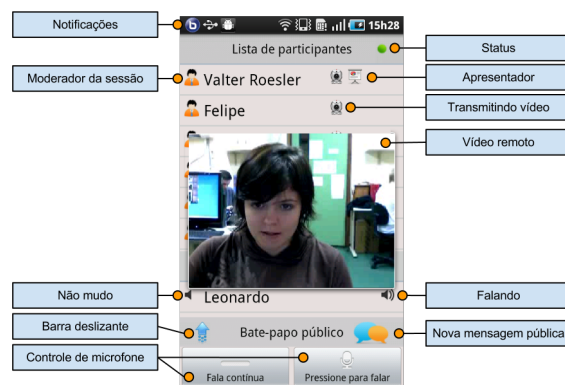 Notificações
15h28
Lista de participantes
Status
Moderador da sessão
Valter Roesler
Apresentador
Felipe
Transmitindo vídeo
Vídeo remoto
Não mudo
Leonardo
Falando
Barra deslizante
Bate-papo público
Nova mensagem pública
Controle de microfone
Fala contínua
Pressione para falar